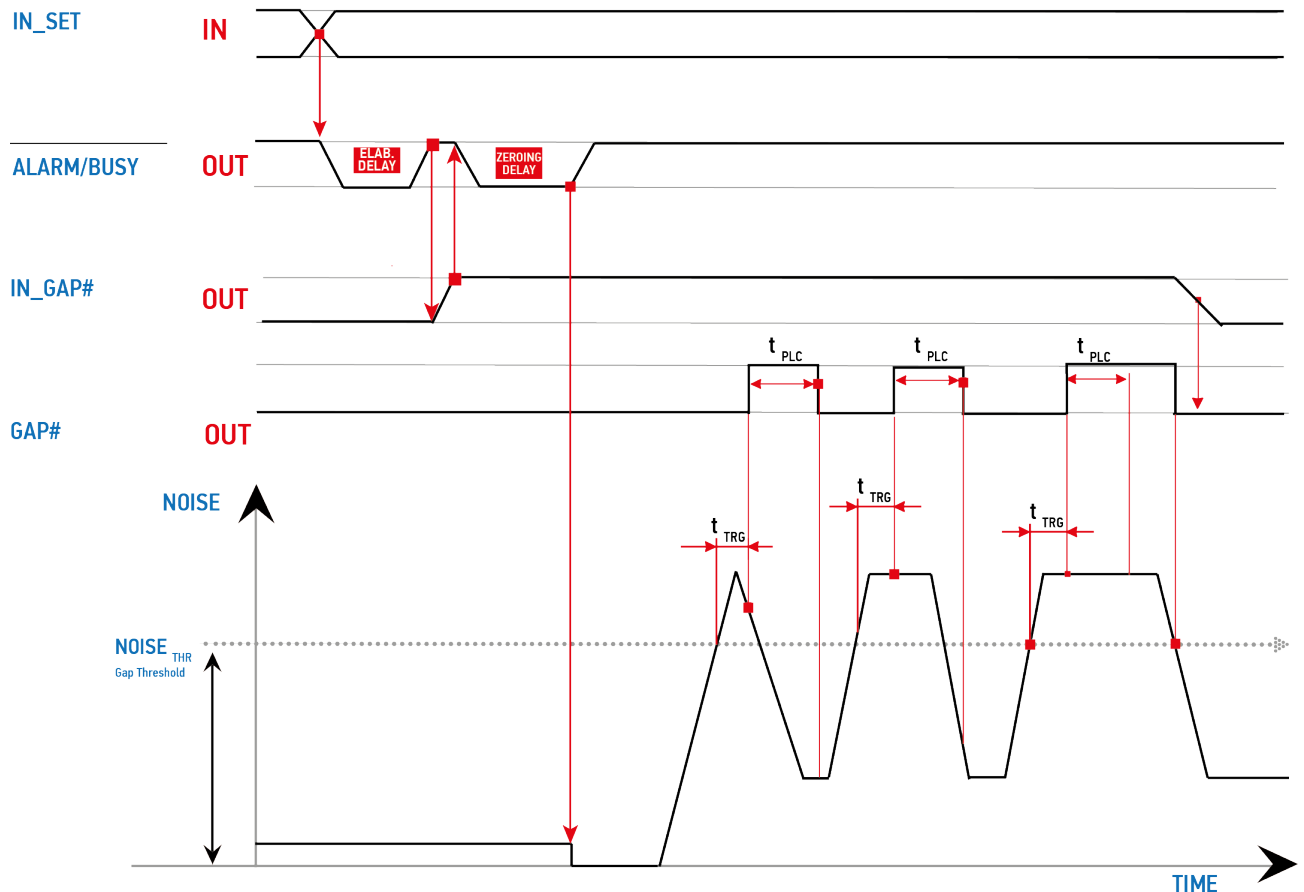 IN_SET
IN
ALARM/BUSY
OUT
ELAB.
DELAY
ZEROING
DELAY
IN_GAP#
OUT
t PLC
t PLC
t PLC
GAP#
OUT
NOISE
t TRG
t TRG
t TRG
NOISE THR
Gap Threshold
TIME